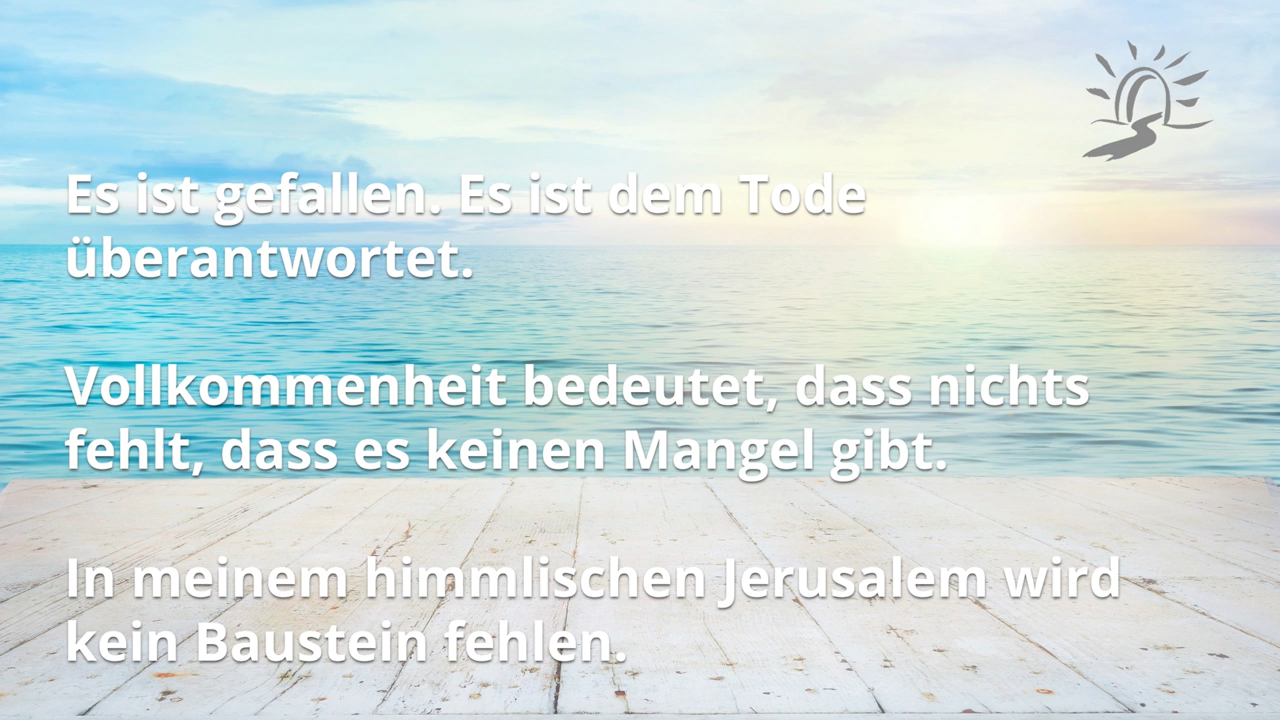 Es ist gefallen. Es ist dem Tode
überantwortet.
Vollkommenheit bedeutet, dass nichts
fehlt, dass es keinen Mangel gibt.
In meinem himmlischen Jerusalem wird
kein Baustein fehlen.